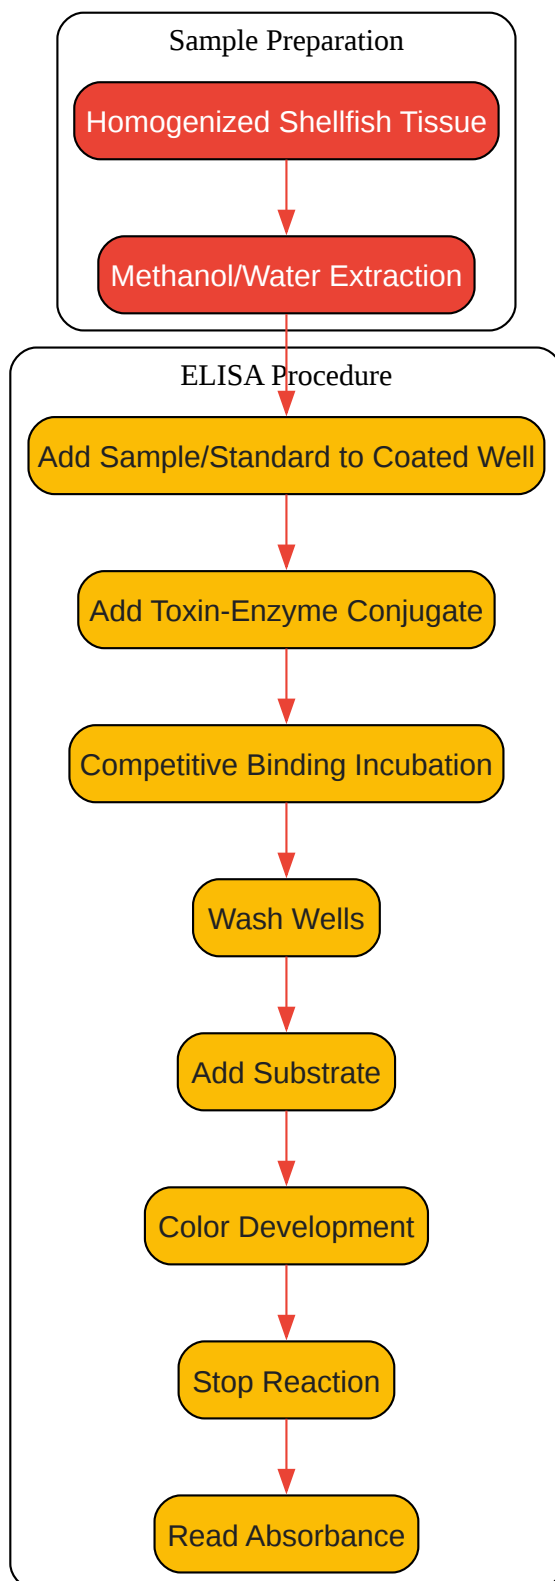 Sample Preparation
Homogenized Shellfish Tissue
Methanol/Water Extraction
ELISA Procedure
Add Sample/Standard to Coated Well
Add Toxin-Enzyme Conjugate
Competitive Binding Incubation
Wash Wells
Add Substrate
Color Development
Stop Reaction
Read Absorbance